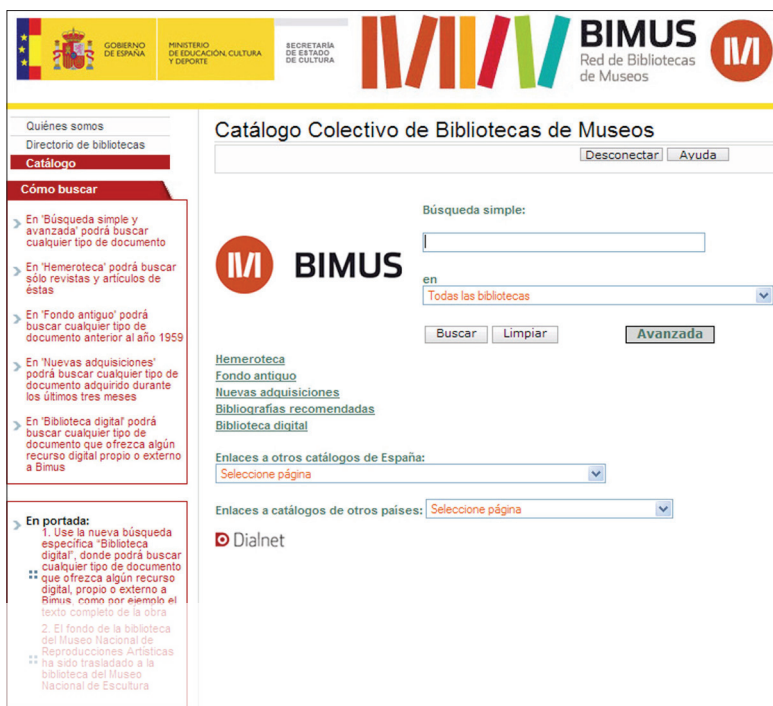 GOBIERNO
DE ESPAÑA
MINISTERIO
DE EDUCACIÓN, CULTURA
Y DEPORTE
SECRETARÍA
DE ESTADO
DE CULTURA
BIMUS
Red de Bibliotecas
de Museos
Quiénes somos
Directorio de bibliotecas
Catálogo
Cómo buscar
En 'Búsqueda simple y
avanzada' podrá buscar
cualquier tipo de documento
En 'Hemeroteca' podrá buscar
sólo revistas y artículos de
éstas
En 'Fondo antiguo' podrá
buscar cualquier tipo de
documento anterior al año 1959
En 'Nuevas adquisiciones'
podrá buscar cualquier tipo de
documento adquirido durante
los últimos tres meses
En 'Biblioteca digital' podrá
buscar cualquier tipo de
documento que ofrezca algún
recurso digital propio o externo
a Bimus
En portada:
1. Use la nueva búsqueda
específica "Biblioteca
digital", donde podrá buscar
cualquier tipo de documento
que ofrezca algún recurso
digital, propio o externo a
Bimus, como por ejemplo el
texto completo de la obra
2. El fondo de la biblioteca
del Museo Nacional de
Reproducciones Artísticas
ha sido trasladado a la
biblioteca del Museo
Nacional de Escultura
Catálogo Colectivo de Bibliotecas de Museos
Desconectar Ayuda
BIMUS
Búsqueda simple:
en
Todas las bibliotecas
Buscar Limpiar Avanzada
Hemeroteca
Fondo antiguo
Nuevas adquisiciones
Bibliografías recomendadas
Biblioteca digital
Enlaces a otros catálogos de España:
Seleccione página
Enlaces a catálogos de otros países: Seleccione página
Dialnet